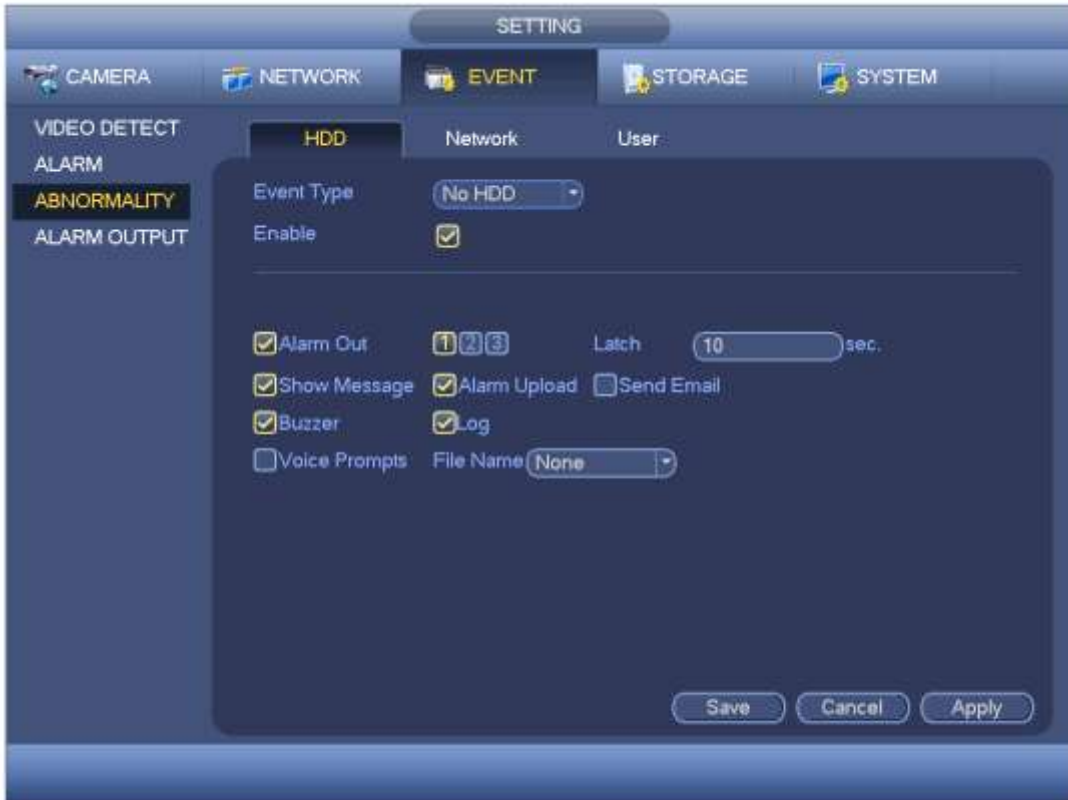 SETTING
CAMERA NETWORK EVENT STORAGE SYSTEM
VIDEO DETECT
ALARM
ABNORMALITY
ALARM OUTPUT
HDD Network User
Event Type No HDD
Enable
Alarm Out 1 2 3 Latch 10 sec.
Show Message Alarm Upload Send Email
Buzzer Log
Voice Prompts File Name None
Save Cancel Apply